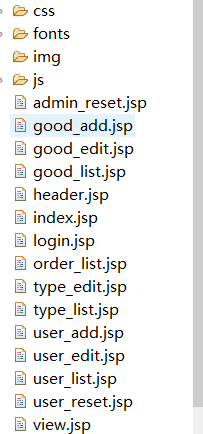 css
fonts
img
js
admin_reset.jsp
good_add.jsp
good_edit.jsp
good_list.jsp
header.jsp
index.jsp
login.jsp
order_list.jsp
type_edit.jsp
type_list.jsp
user_add.jsp
user_edit.jsp
user_list.jsp
user_reset.jsp
view.jsp